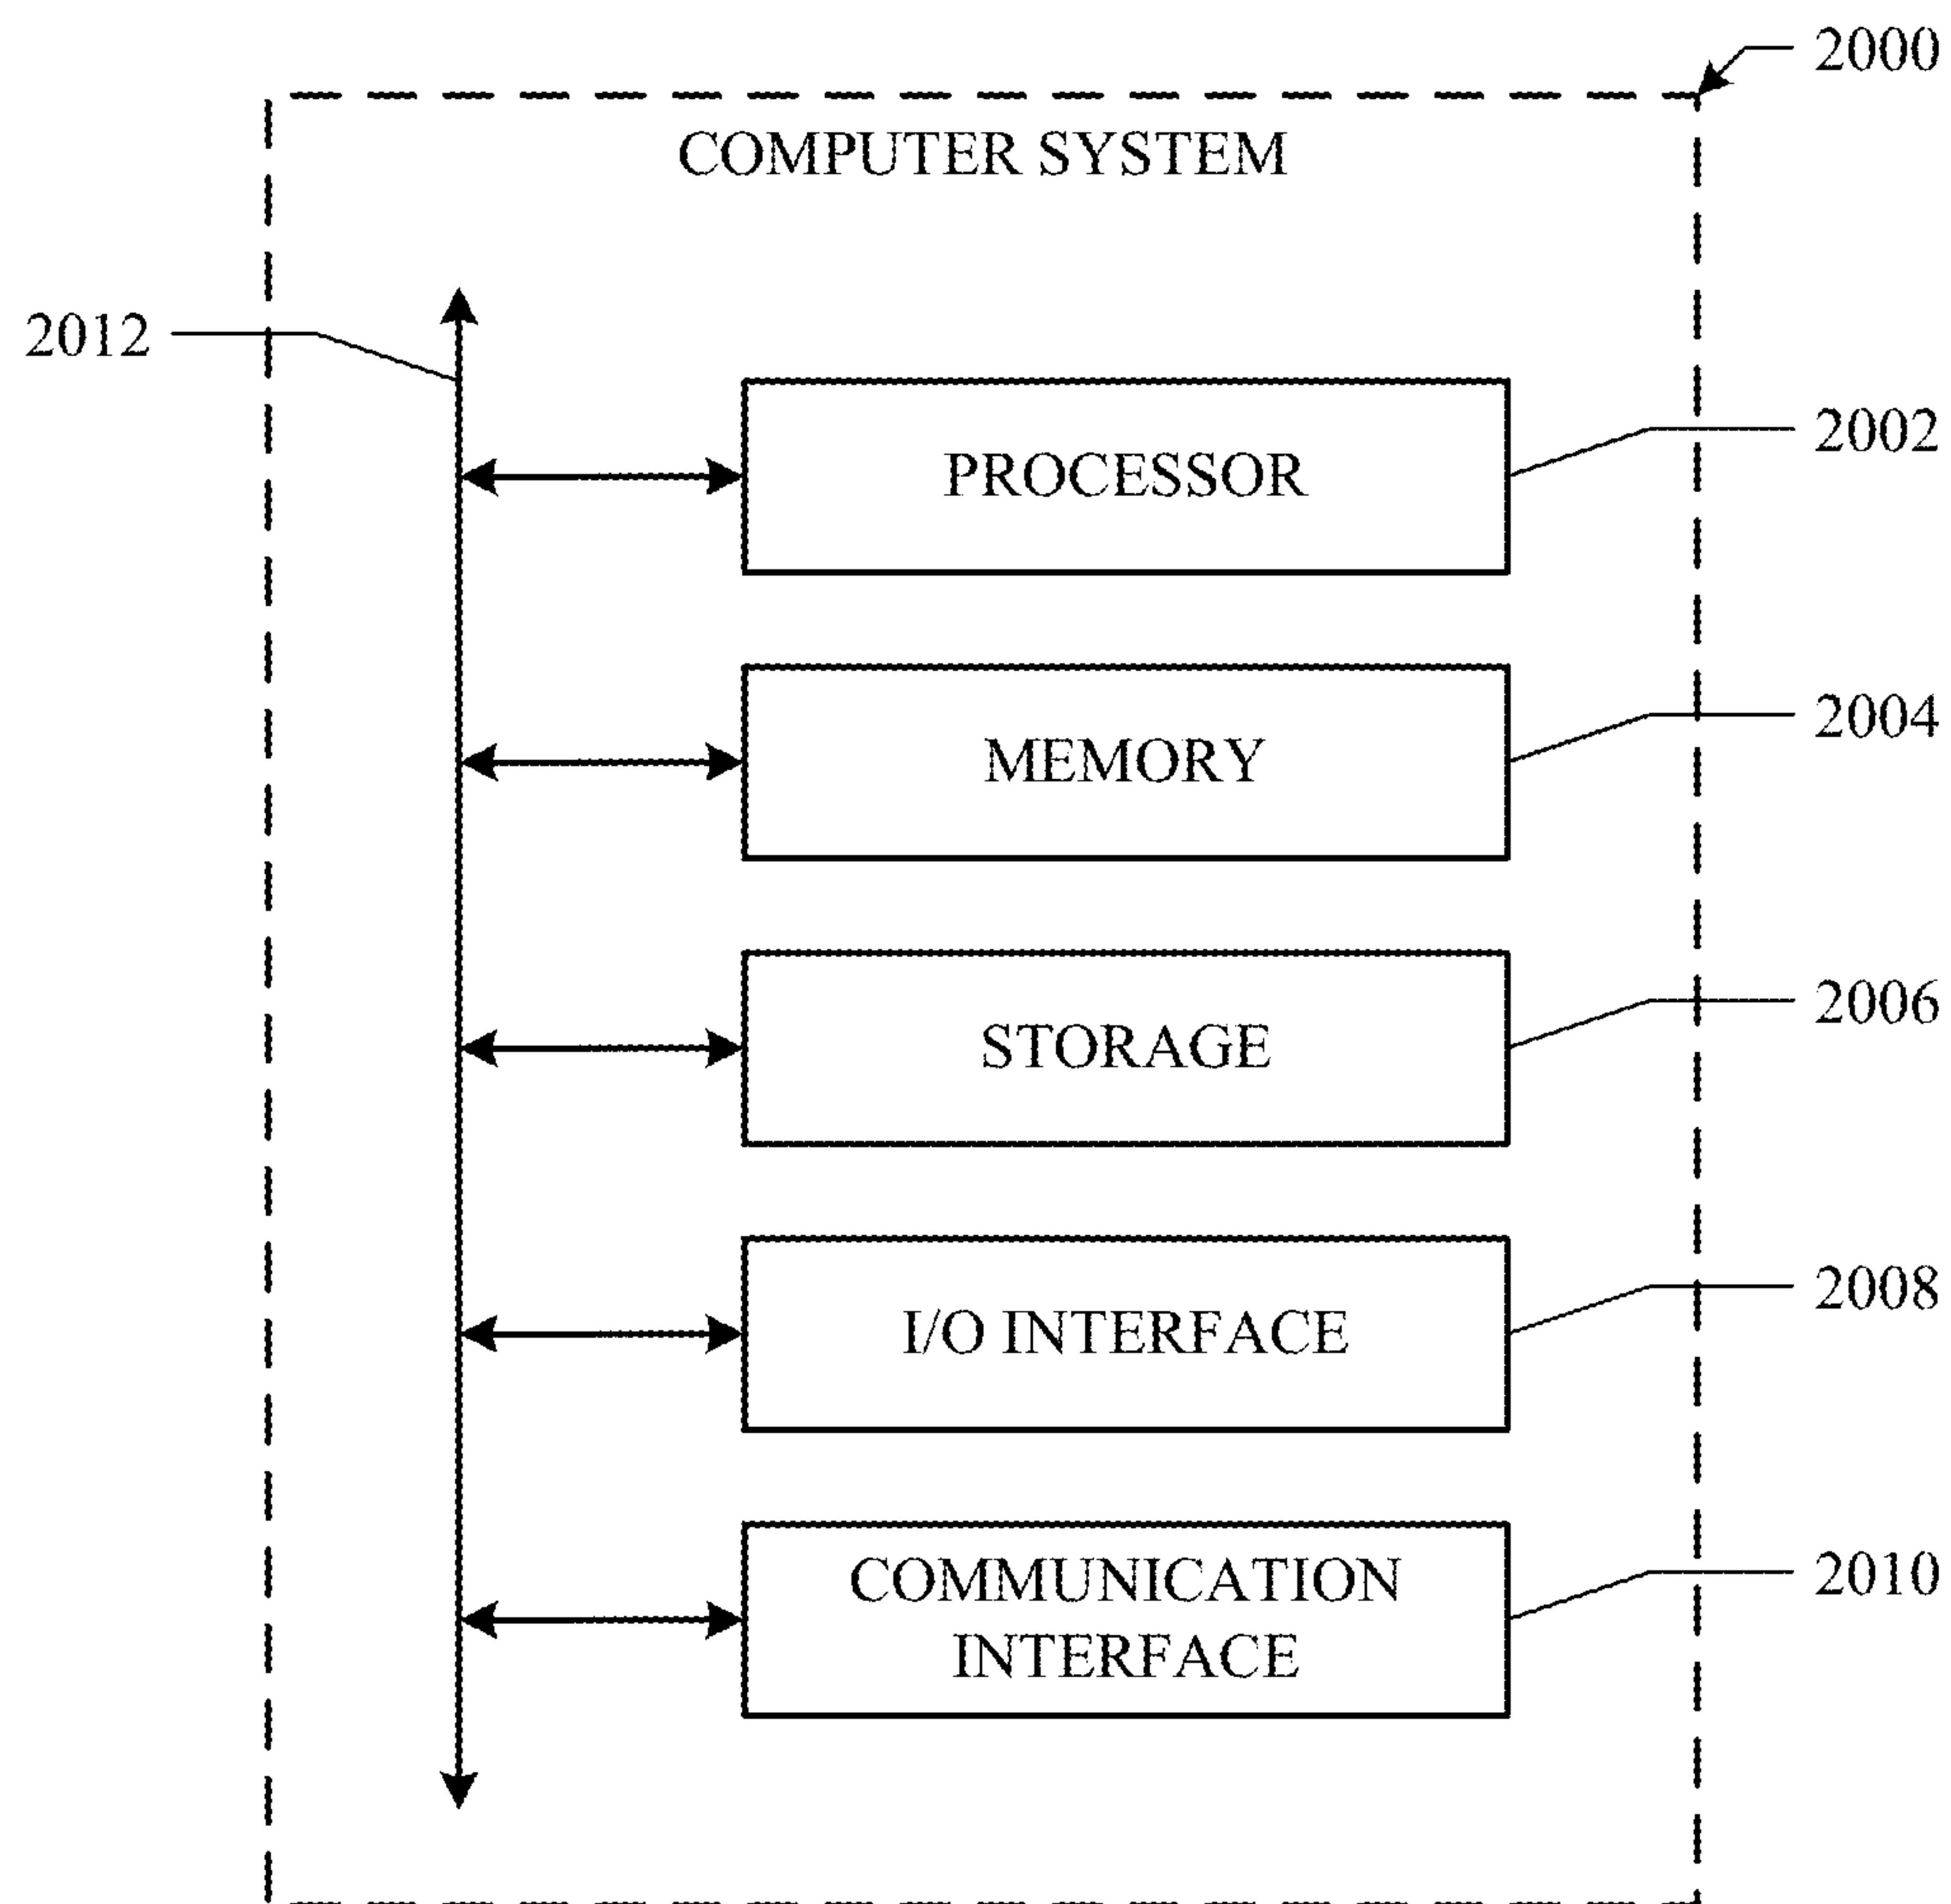 2000
COMPUTER SYSTEM
2012
PROCESSOR
2002
MEMORY
2004
STORAGE
2006
I/O INTERFACE
2008
COMMUNICATION
INTERFACE
2010